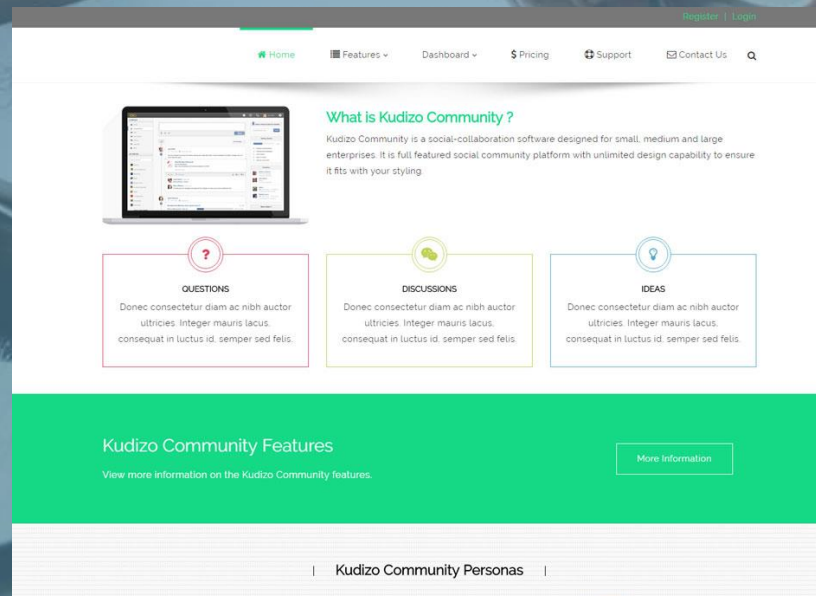 Register | Login
Home Features Dashboard $ Pricing Support Contact Us
What is Kudizo Community ?
Kudizo Community is a social-collaboration software designed for small, medium and large
enterprises. It is full featured social community platform with unlimited design capability to ensure
it fits with your styling.
?
QUESTIONS
Donec consectetur diam ac nibh auctor
ultricies. Integer mauris lacus,
consequat in luctus id, semper sed felis.
DISCUSSIONS
Donec consectetur diam ac nibh auctor
ultricies. Integer mauris lacus,
consequat in luctus id, semper sed felis.
IDEAS
Donec consectetur diam ac nibh auctor
ultricies. Integer mauris lacus,
consequat in luctus id, semper sed felis.
Kudizo Community Features
View more information on the Kudizo Community features.
More Information
| Kudizo Community Personas |